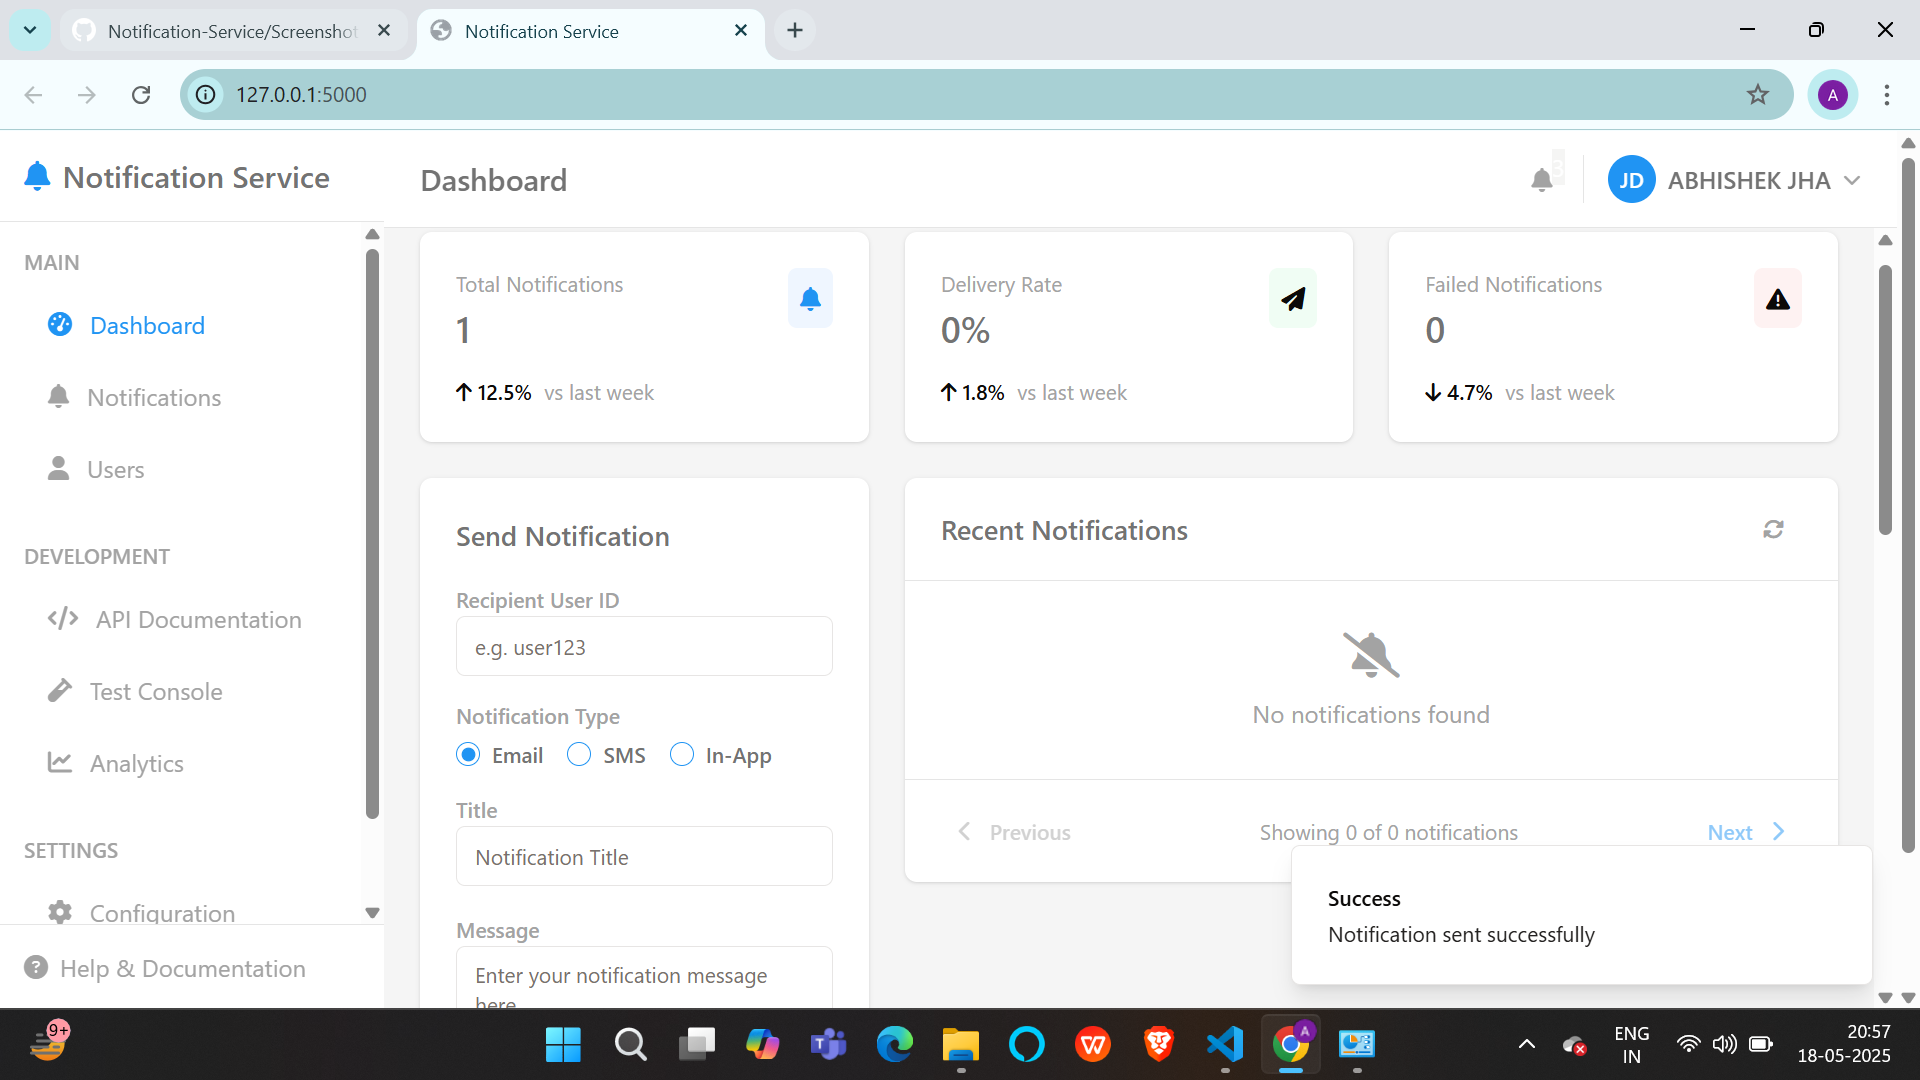 Notification-Service/Screenshot
Notification Service
127.0.0.1:5000
A
Notification Service
Dashboard
3
JD
ABHISHEK JHA
MAIN
Dashboard
Notifications
Users
DEVELOPMENT
API Documentation
Test Console
Analytics
SETTINGS
Configuration
Help & Documentation
Total Notifications
1
12.5% vs last week
Delivery Rate
0%
1.8% vs last week
Failed Notifications
0
4.7% vs last week
Send Notification
Recipient User ID
e.g. user123
Notification Type
Email SMS In-App
Title
Notification Title
Message
Enter your notification message
here
Recent Notifications
No notifications found
Previous
Showing 0 of 0 notifications
Next
Success
Notification sent successfully
9+
T
W
A
ENG
IN
20:57
18-05-2025